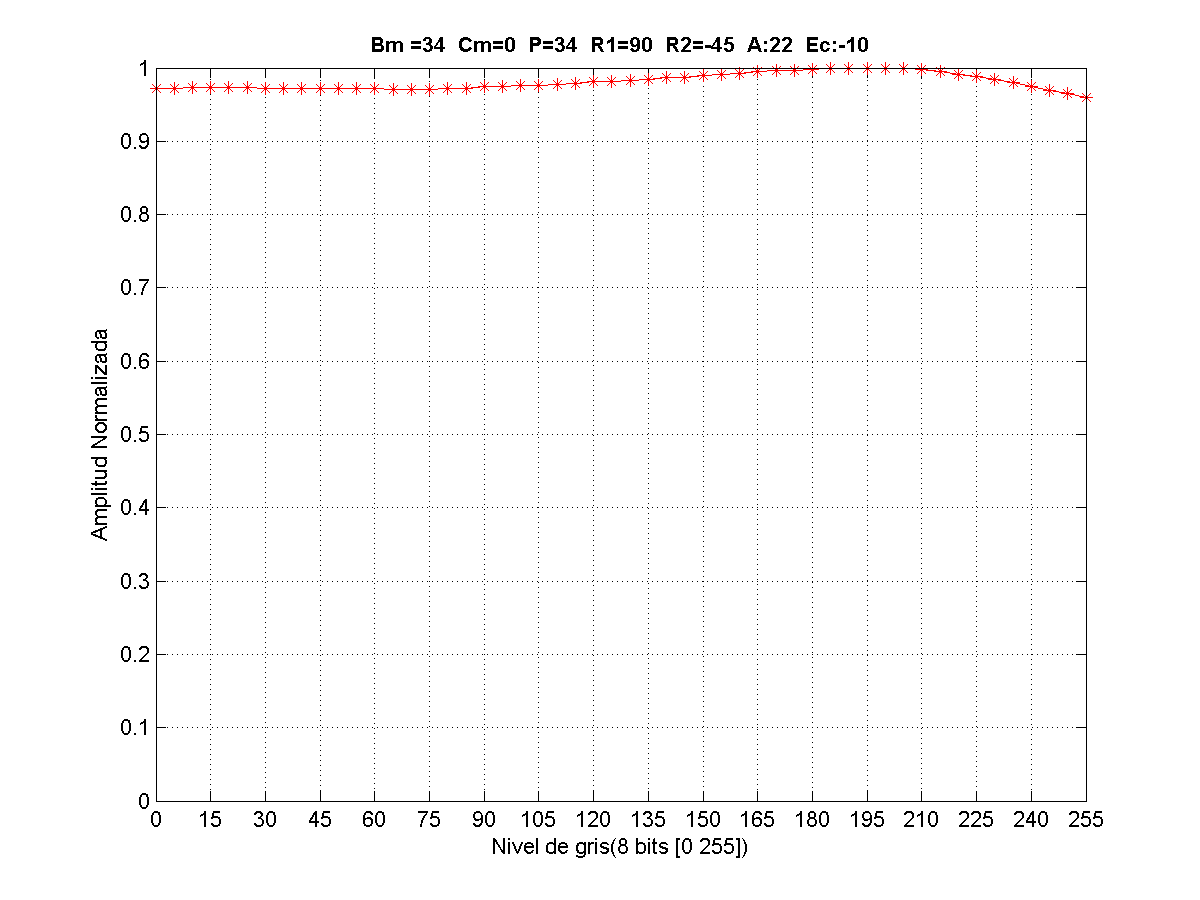 Bm =34 Cm=0 P=34 R1=90 R2=-45 A:22 Ec:-10
1
0.9
0.8
0.7
0.6
0.5
0.4
0.3
0.2
0.1
0
Amplitud Normalizada
0 15 30 45 60 75 90 105 120 135 150 165 180 195 210 225 240 255
Nivel de gris(8 bits [0 255])